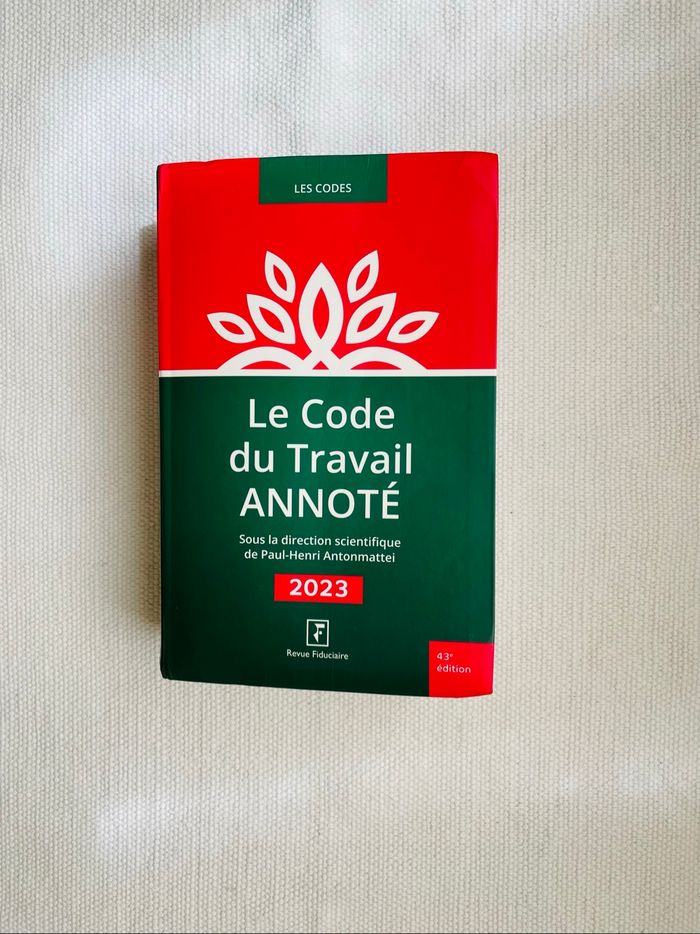 LES CODES
Le Code
du Travail
ANNOTÉ
Sous la direction scientifique
de Paul-Henri Antonmattei
2023
Revue Fiduciaire
43e
édition